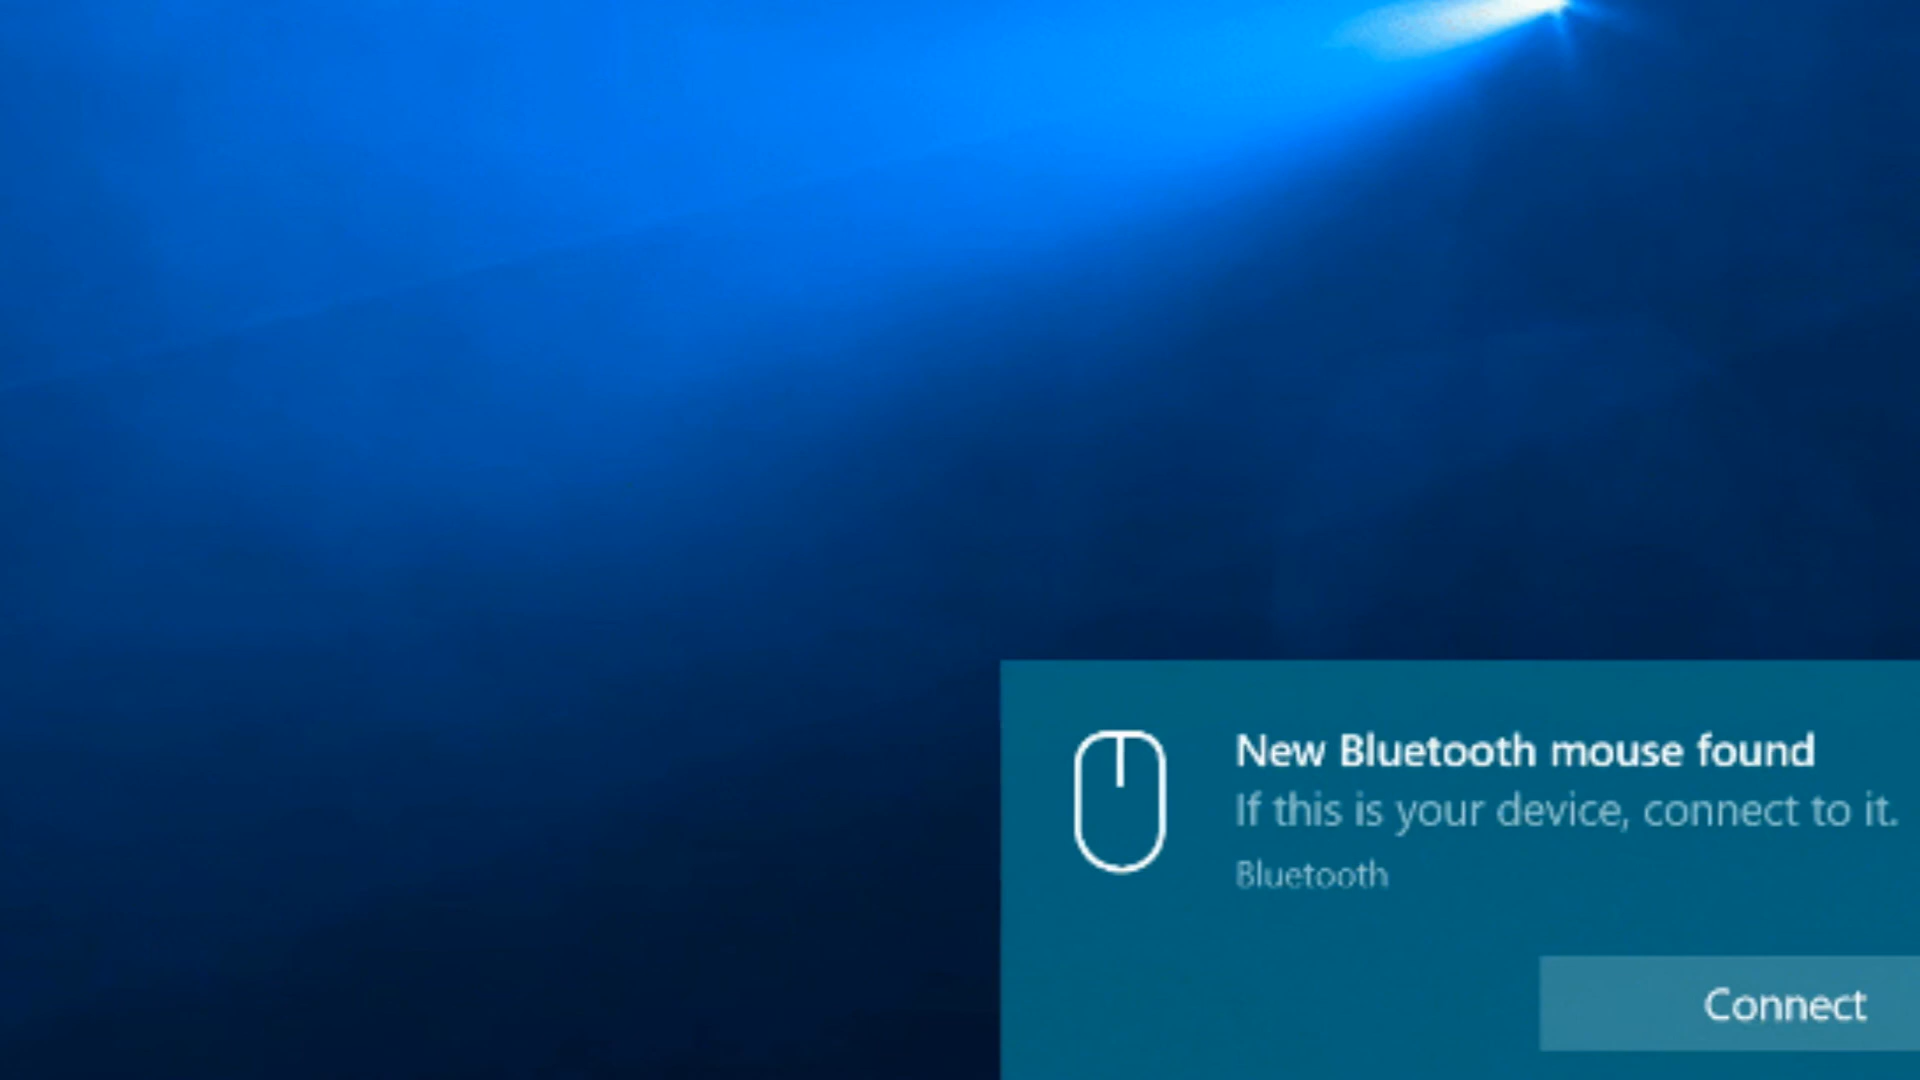 New Bluetooth mouse found
If this is your device, connect to it.
Bluetooth
Connect